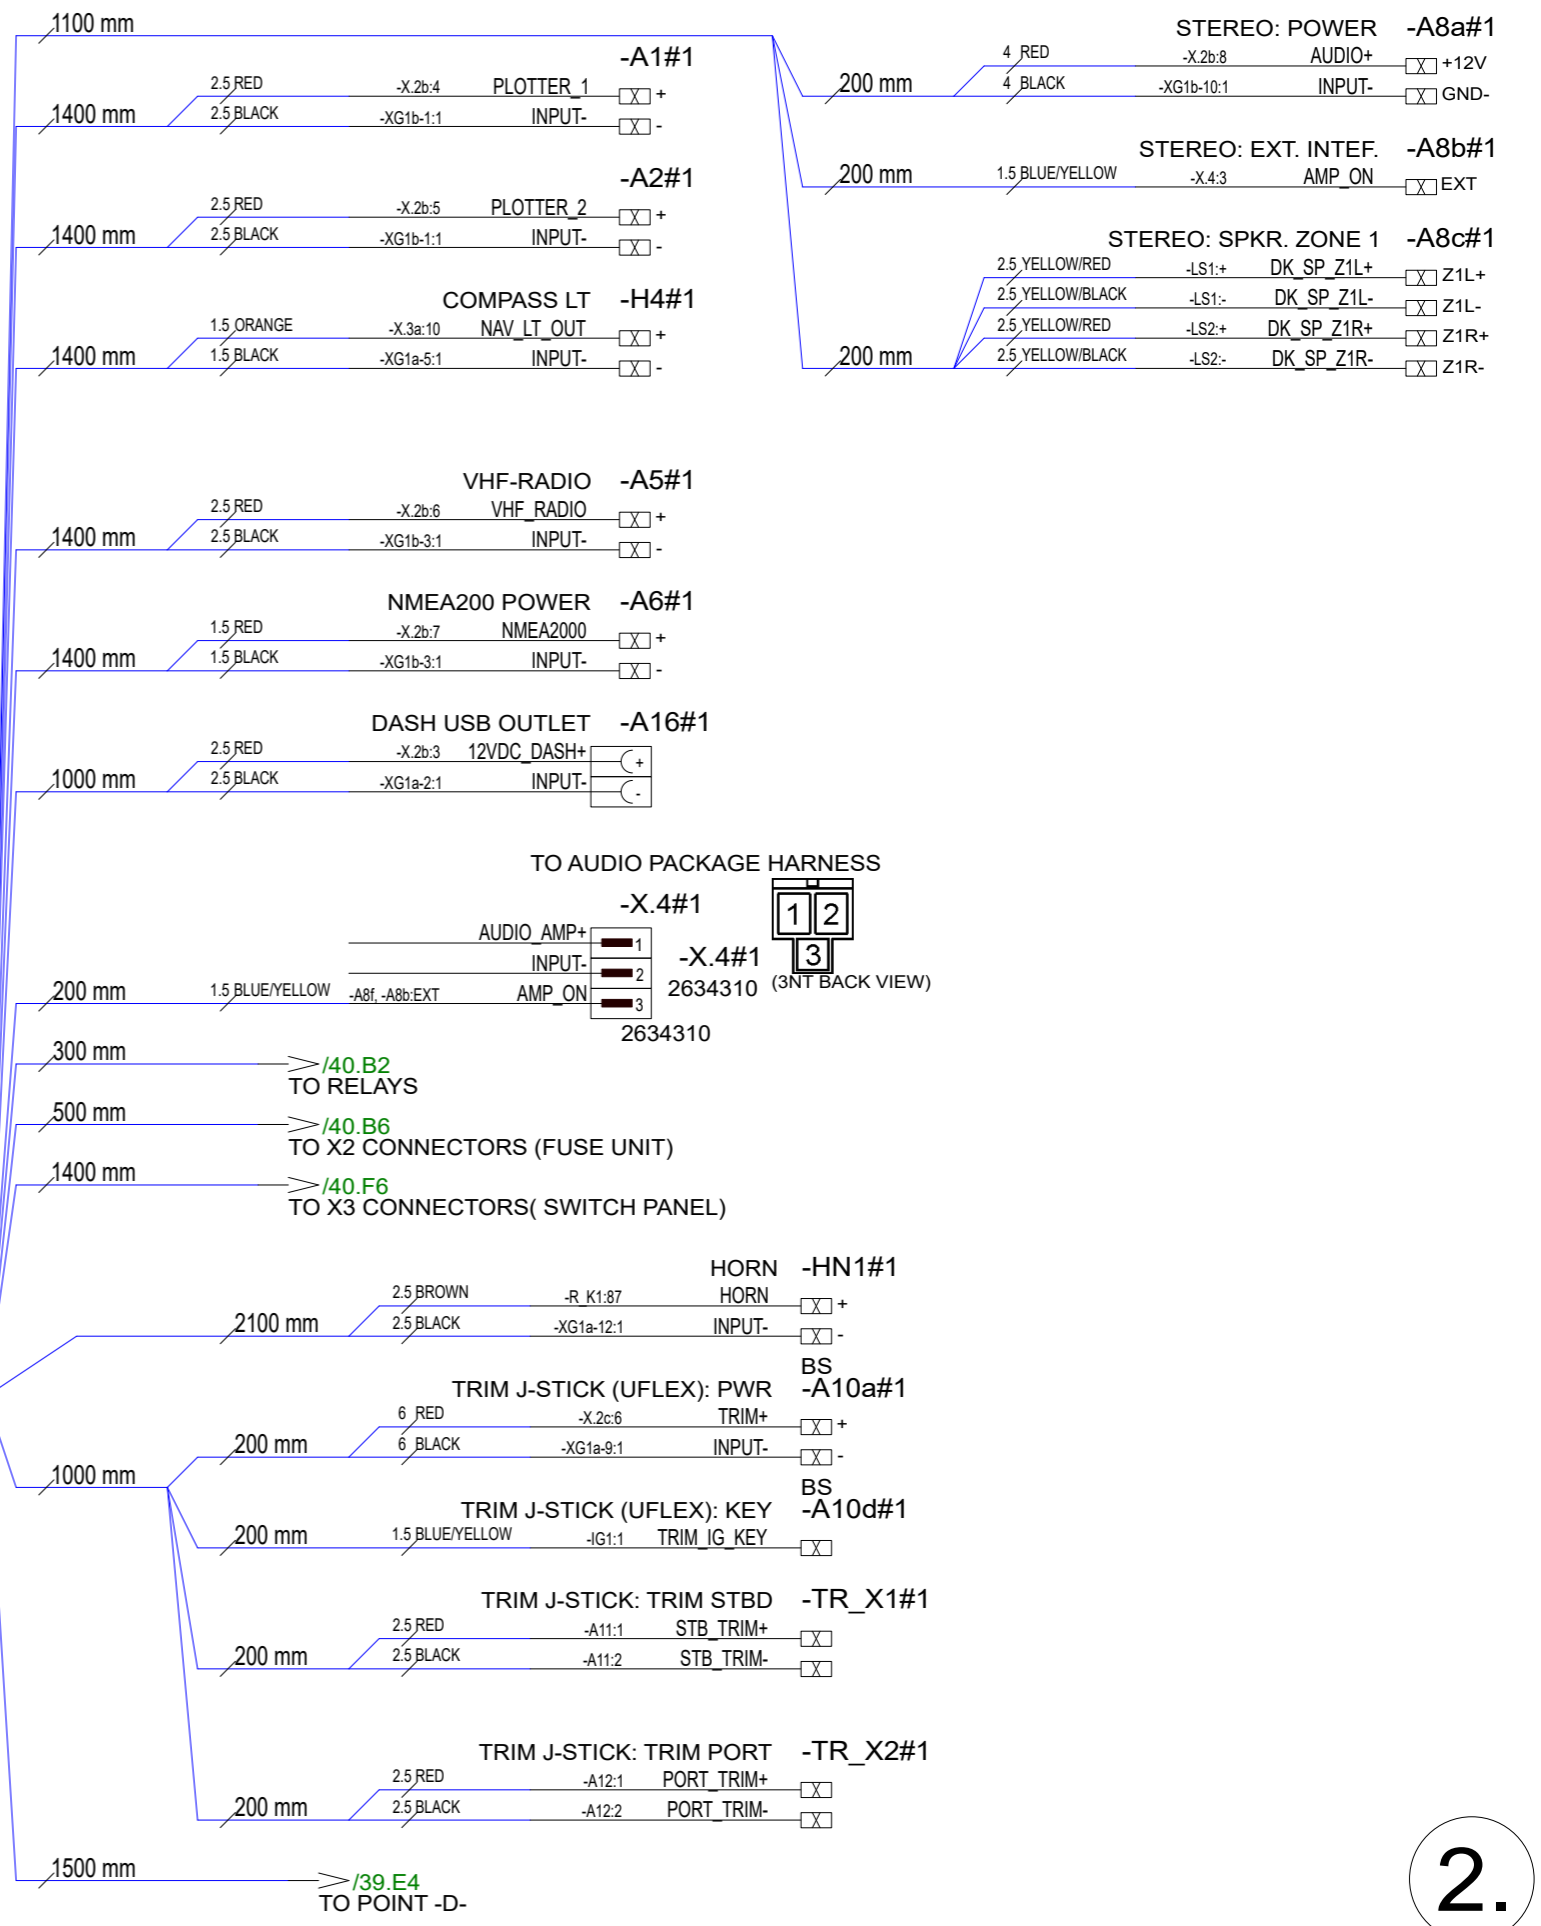 1100 mm
-A1#1
2.5 RED -X.2b:4 PLOTTER_1 X +
1400 mm 2.5 BLACK -XG1b-1:1 INPUT- X -
-A2#1
2.5 RED -X.2b:5 PLOTTER_2 X +
1400 mm 2.5 BLACK -XG1b-1:1 INPUT- X -
COMPASS LT -H4#1
1.5 ORANGE -X.3a:10 NAV_LT_OUT X +
1400 mm 1.5 BLACK -XG1a-5:1 INPUT- X -
STEREO: POWER -A8a#1
4 RED -X.2b:8 AUDIO+ X +12V
200 mm 4 BLACK -XG1b-10:1 INPUT- X GND-
STEREO: EXT. INTEF. -A8b#1
200 mm 1.5 BLUE/YELLOW -X.4:3 AMP_ON X EXT
STEREO: SPKR. ZONE 1 -A8c#1
2.5 YELLOW/RED -LS1:+ DK_SP_Z1L+ X Z1L+
2.5 YELLOW/BLACK -LS1:- DK_SP_Z1L- X Z1L-
2.5 YELLOW/RED -LS2:+ DK_SP_Z1R+ X Z1R+
200 mm 2.5 YELLOW/BLACK -LS2:- DK_SP_Z1R- X Z1R-
VHF-RADIO -A5#1
2.5 RED -X.2b:6 VHF_RADIO X +
1400 mm 2.5 BLACK -XG1b-3:1 INPUT- X -
NMEA200 POWER -A6#1
1.5 RED -X.2b:7 NMEA2000 X +
1400 mm 1.5 BLACK -XG1b-3:1 INPUT- X -
DASH USB OUTLET -A16#1
2.5 RED -X.2b:3 12VDC_DASH+ +
1000 mm 2.5 BLACK -XG1a-2:1 INPUT- -
TO AUDIO PACKAGE HARNESS
-X.4#1 1 2
AUDIO_AMP+ 1
INPUT- 2 -X.4#1 3
2634310 (3NT BACK VIEW)
200 mm 1.5 BLUE/YELLOW -A8f, -A8b:EXT AMP_ON 3
2634310
300 mm /40.B2
TO RELAYS
500 mm /40.B6
TO X2 CONNECTORS (FUSE UNIT)
1400 mm /40.F6
TO X3 CONNECTORS( SWITCH PANEL)
HORN -HN1#1
2.5 BROWN -R_K1:87 HORN X +
2100 mm 2.5 BLACK -XG1a-12:1 INPUT- X -
BS
TRIM J-STICK (UFLEX): PWR -A10a#1
6 RED -X.2c:6 TRIM+ X +
200 mm 6 BLACK -XG1a-9:1 INPUT- X -
1000 mm
BS
TRIM J-STICK (UFLEX): KEY -A10d#1
200 mm 1.5 BLUE/YELLOW -IG1:1 TRIM_IG_KEY X
TRIM J-STICK: TRIM STBD -TR_X1#1
2.5 RED -A11:1 STB_TRIM+ X
200 mm 2.5 BLACK -A11:2 STB_TRIM- X
TRIM J-STICK: TRIM PORT -TR_X2#1
2.5 RED -A12:1 PORT_TRIM+ X
200 mm 2.5 BLACK -A12:2 PORT_TRIM- X
1500 mm /39.E4
TO POINT -D-
2.